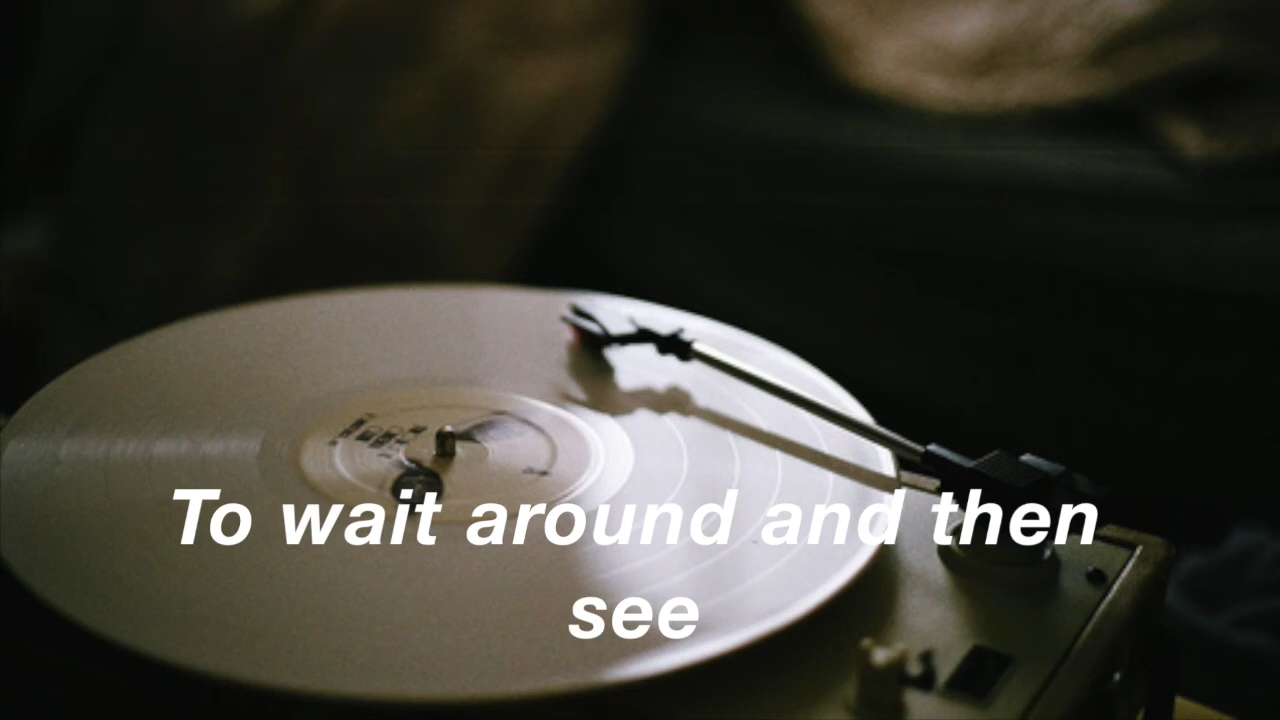 To wait around and then
see